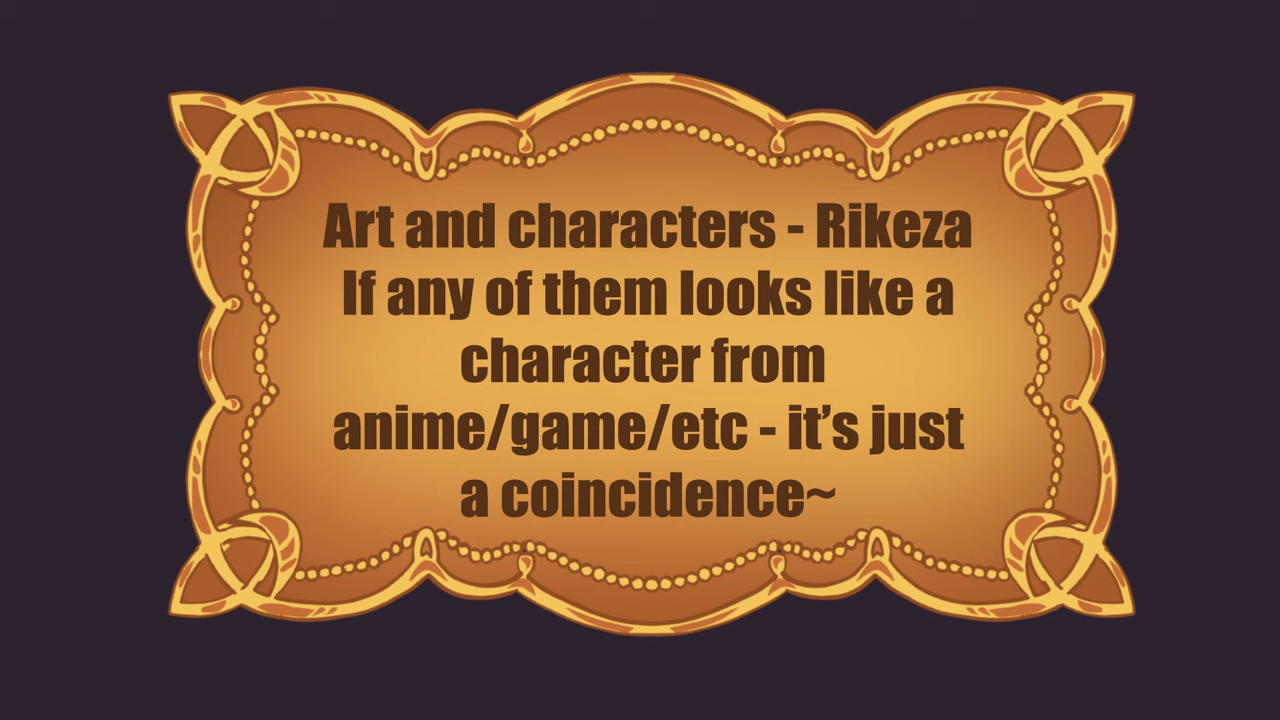 Art and characters - Rikeza
If any of them looks like a
character from
anime/game/etc - it’s just
a coincidence~